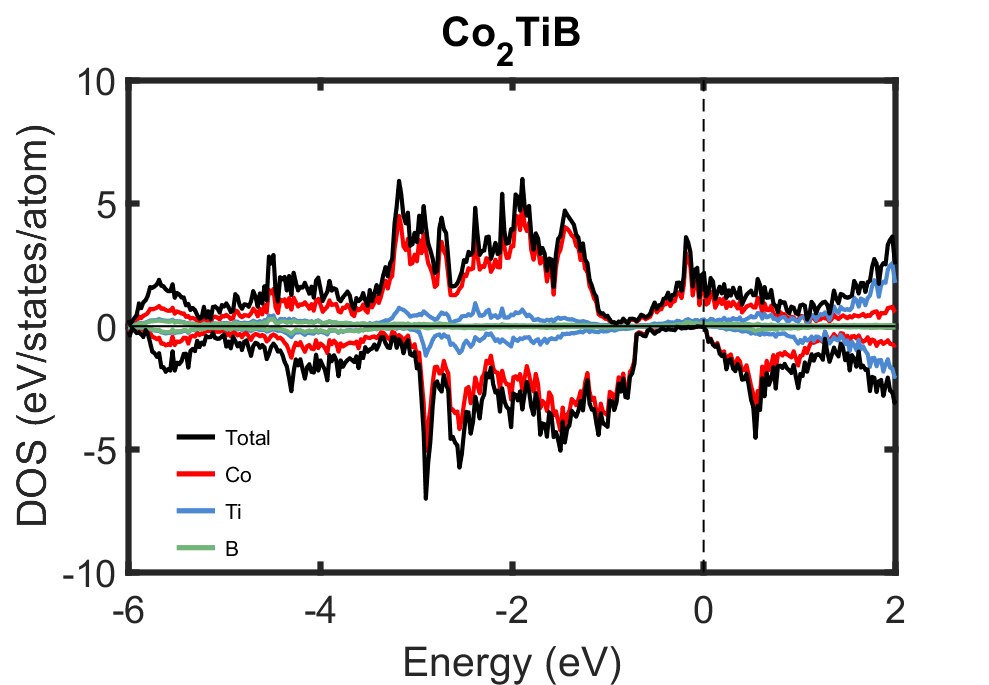 Co₂TiB
10
5
0
-5
-10
DOS (eV/states/atom)
Total
Co
Ti
B
-6
-4
-2
0
2
Energy (eV)